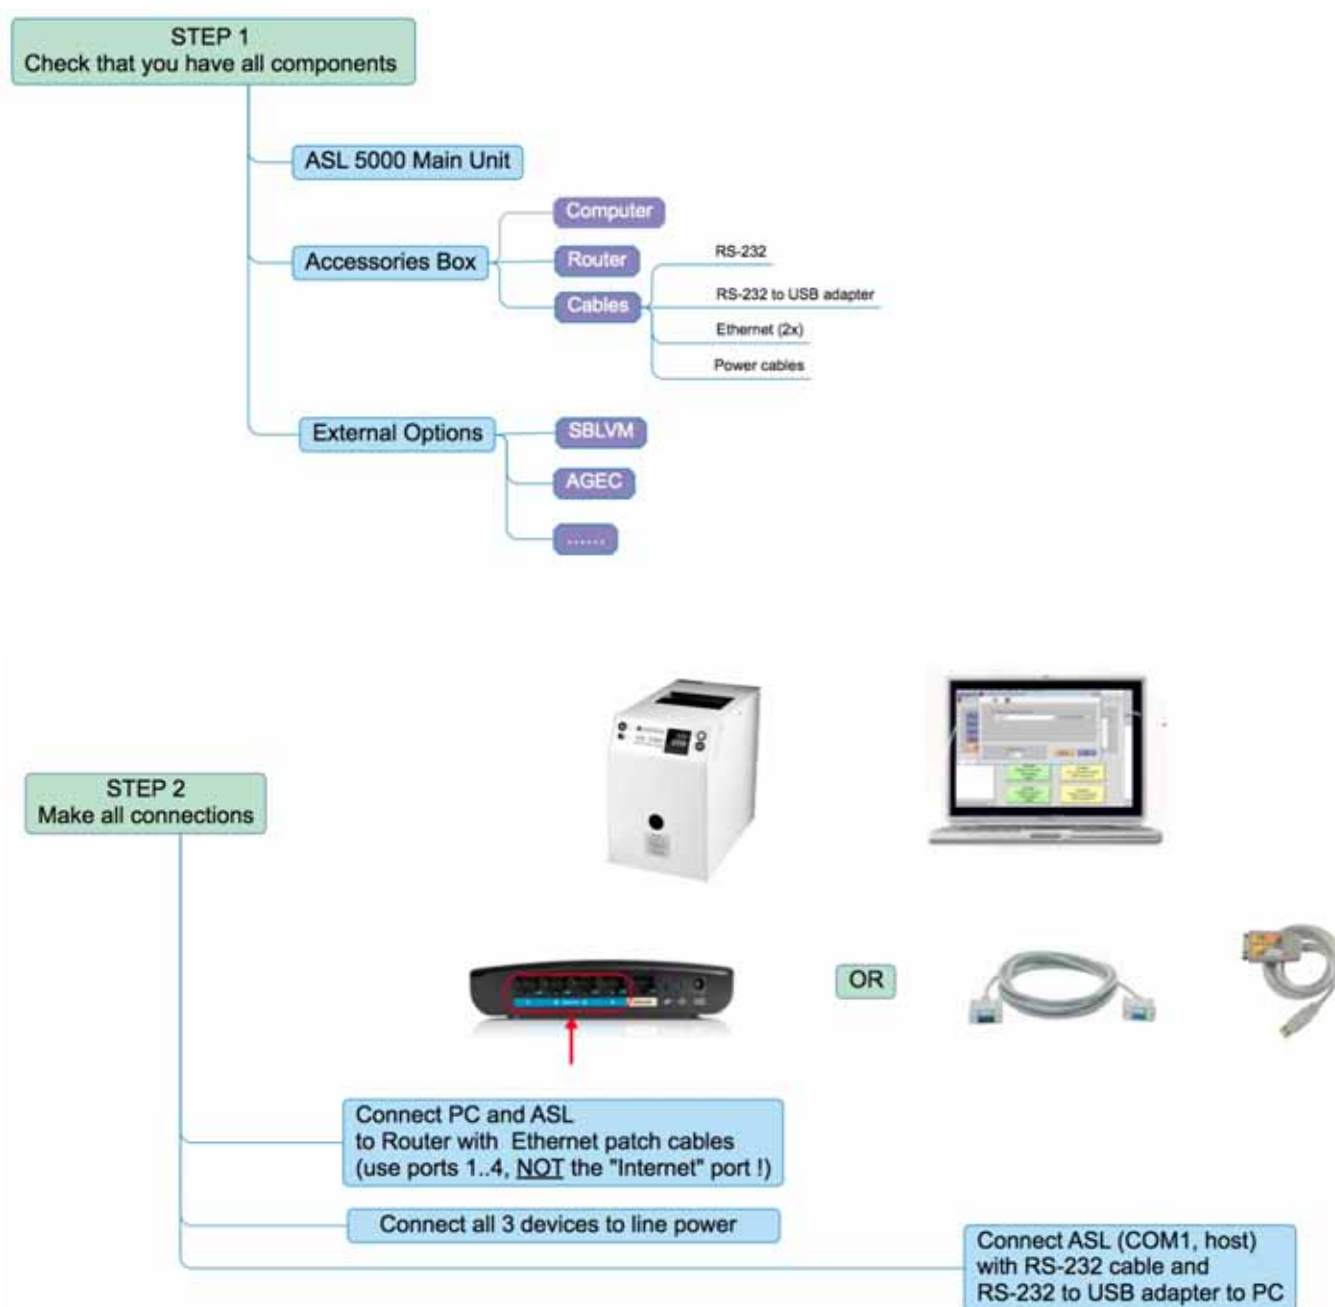 STEP 1
Check that you have all components
ASL 5000 Main Unit
Accessories Box
Computer
Router
Cables
RS-232
RS-232 to USB adapter
Ethernet (2x)
Power cables
External Options
SBLVM
AGEC
......
STEP 2
Make all connections
OR
Connect PC and ASL
to Router with Ethernet patch cables
(use ports 1..4, NOT the "Internet" port !)
Connect all 3 devices to line power
Connect ASL (COM1, host)
with RS-232 cable and
RS-232 to USB adapter to PC